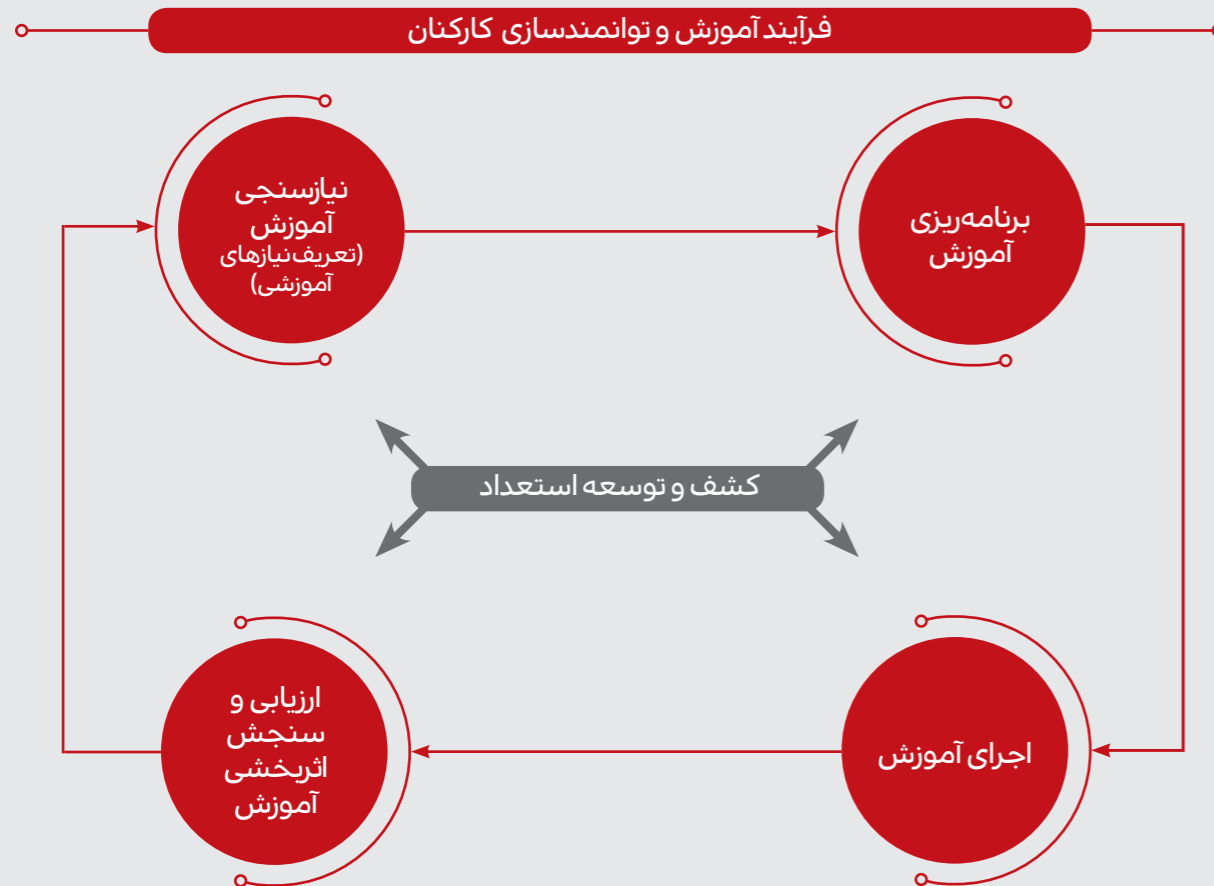 فرآیند آموزش و توانمندسازی کارکنان
نیازسنجی
آموزش
(تعریف نیازهای
آموزشی)
برنامه‌ریزی
آموزش
کشف و توسعه استعداد
اجرای آموزش
ارزیابی و
سنجش
اثربخشی
آموزش